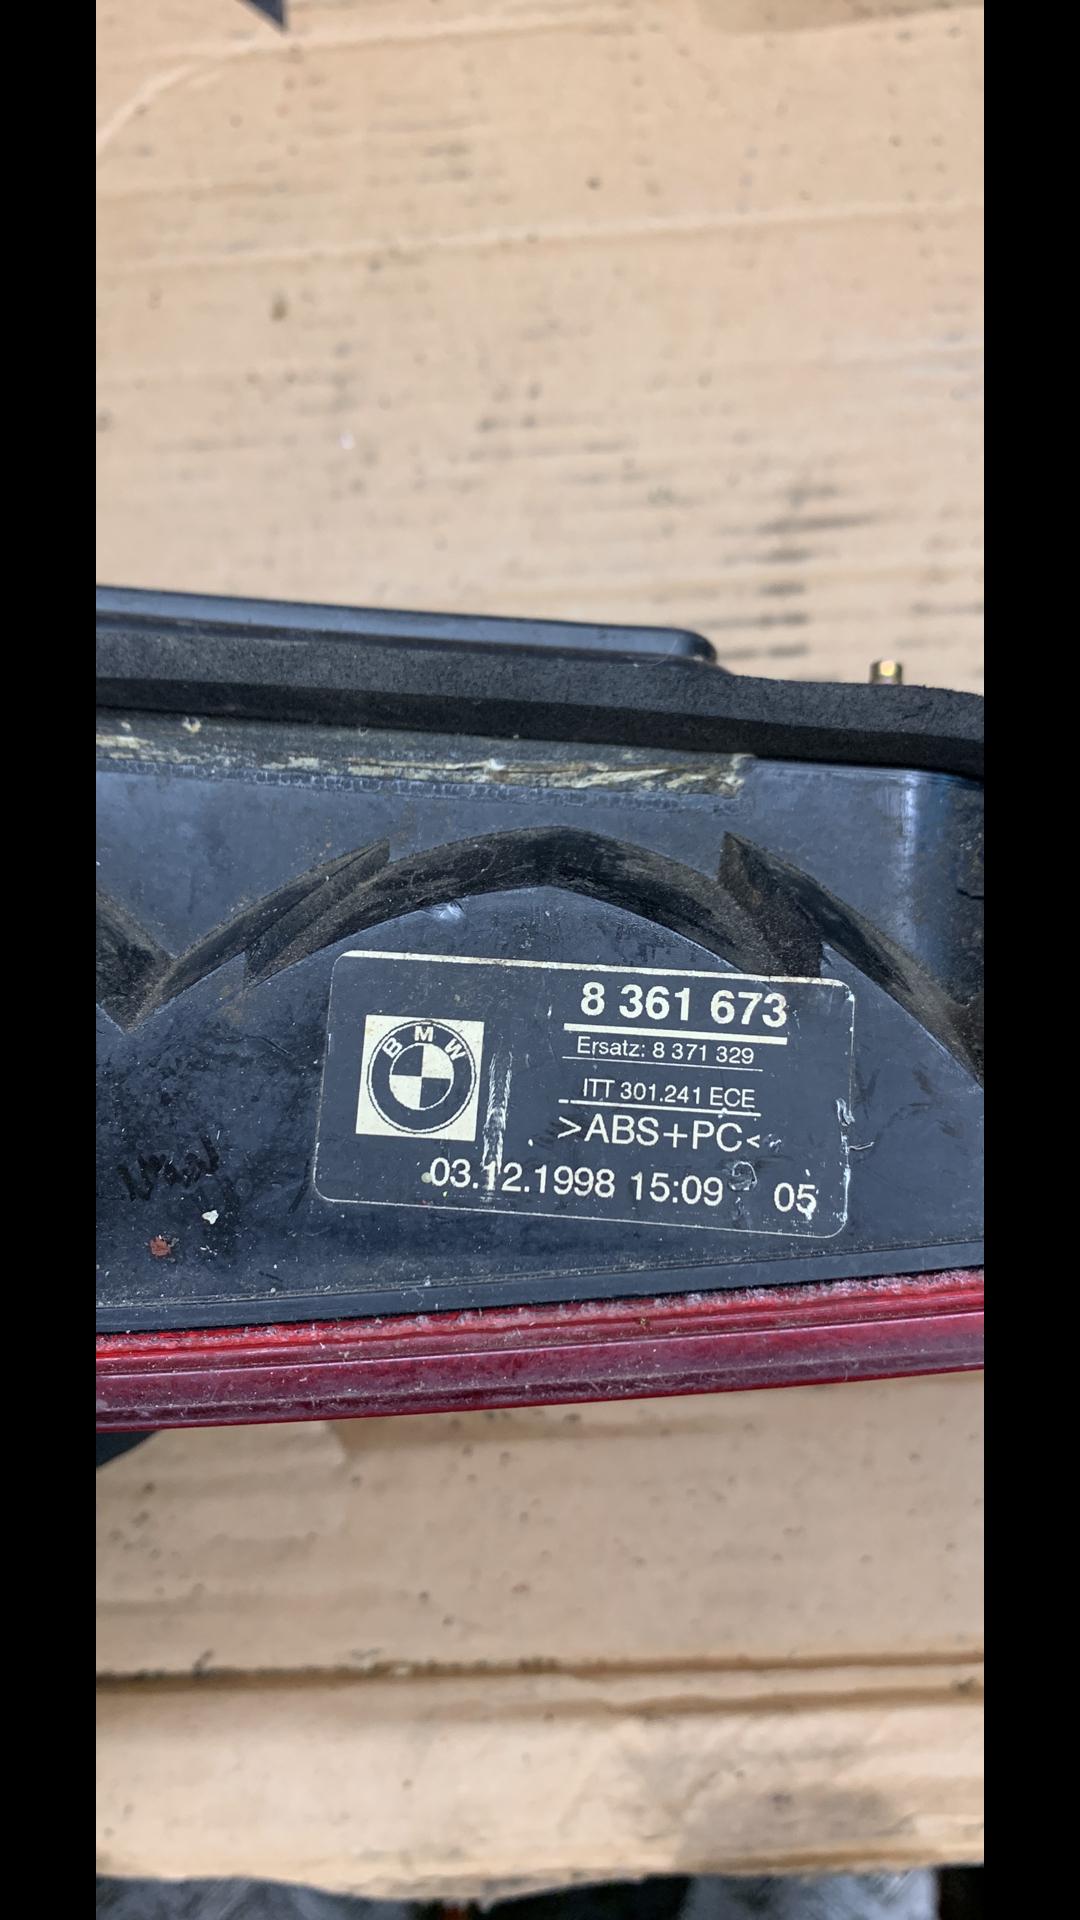 BMW
8 361 673
Ersatz: 8 371 329
ITT 301.241 ECE
>ABS+PC<
03.12.1998 15:09 05